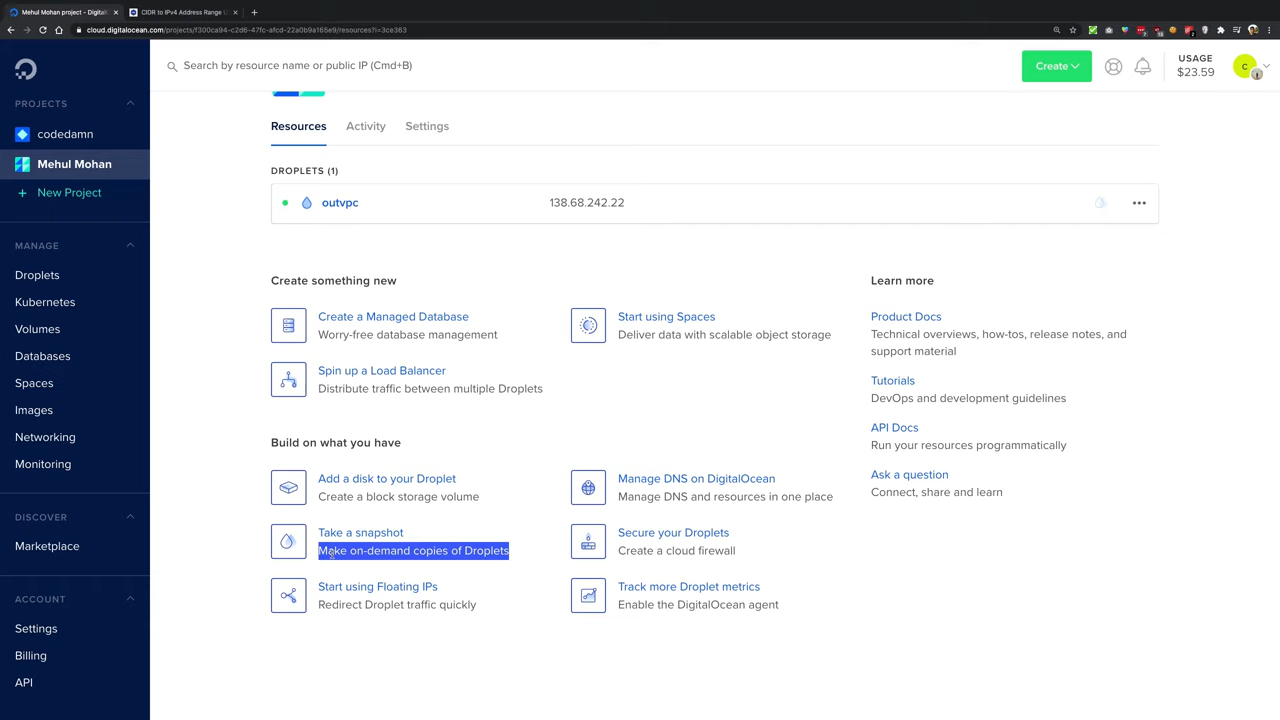 Mehul Mohan project - Digital
CIDR to IPv4 Address Range U
cloud.digitalocean.com/projects/f300ca94-c2d6-47fc-afcd-22a0b9a165e9/resources?i=3ce363
Search by resource name or public IP (Cmd+B)
Create
USAGE
$23.59
C
PROJECTS
codedamn
Mehul Mohan
+ New Project
MANAGE
Droplets
Kubernetes
Volumes
Databases
Spaces
Images
Networking
Monitoring
DISCOVER
Marketplace
ACCOUNT
Settings
Billing
API
Resources Activity Settings
DROPLETS (1)
outvpc 138.68.242.22
Create something new
Create a Managed Database
Worry-free database management
Start using Spaces
Deliver data with scalable object storage
Spin up a Load Balancer
Distribute traffic between multiple Droplets
Build on what you have
Add a disk to your Droplet
Create a block storage volume
Manage DNS on DigitalOcean
Manage DNS and resources in one place
Take a snapshot
Make on-demand copies of Droplets
Secure your Droplets
Create a cloud firewall
Start using Floating IPs
Redirect Droplet traffic quickly
Track more Droplet metrics
Enable the DigitalOcean agent
Learn more
Product Docs
Technical overviews, how-tos, release notes, and
support material
Tutorials
DevOps and development guidelines
API Docs
Run your resources programmatically
Ask a question
Connect, share and learn